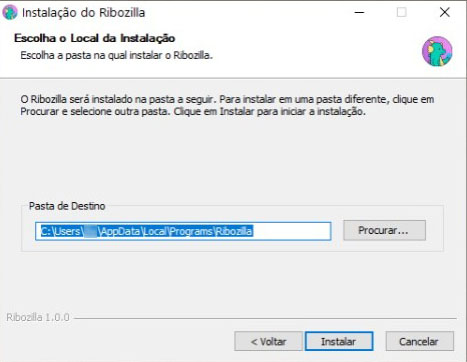 Instalação do Ribozilla
Escolha o Local da Instalação
Escolha a pasta na qual instalar o Ribozilla.
O Ribozilla será instalado na pasta a seguir. Para instalar em uma pasta diferente, clique em
Procurar e selecione outra pasta. Clique em Instalar para iniciar a instalação.
Pasta de Destino
C:\Users\ \AppData\Local\Programs\Ribozilla
Procurar...
Ribozilla 1.0.0
< Voltar
Instalar
Cancelar